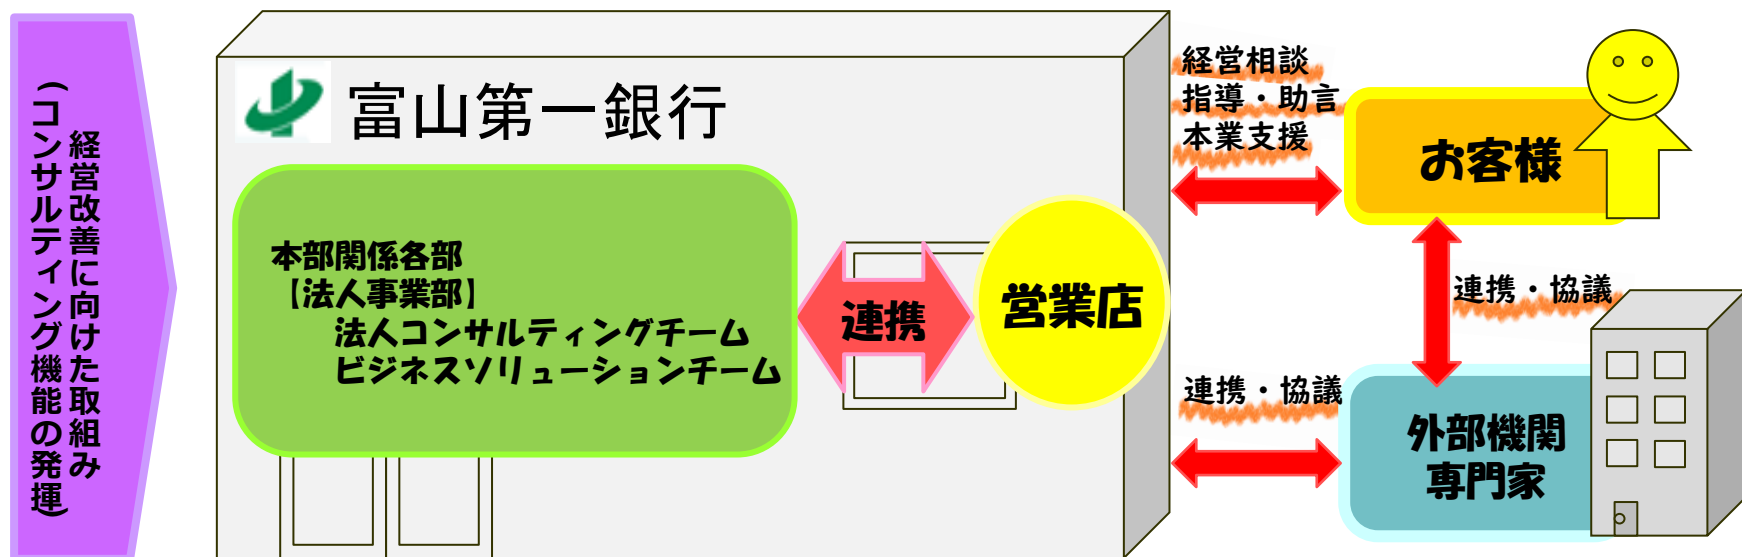 経営改善に向けた取組み
(コンサルティング機能の発揮)
富山第一銀行
本部関係各部
【法人事業部】
法人コンサルティングチーム
ビジネスソリューションチーム
連携
営業店
経営相談
指導・助言
本業支援
お客様
連携・協議
連携・協議
外部機関
専門家